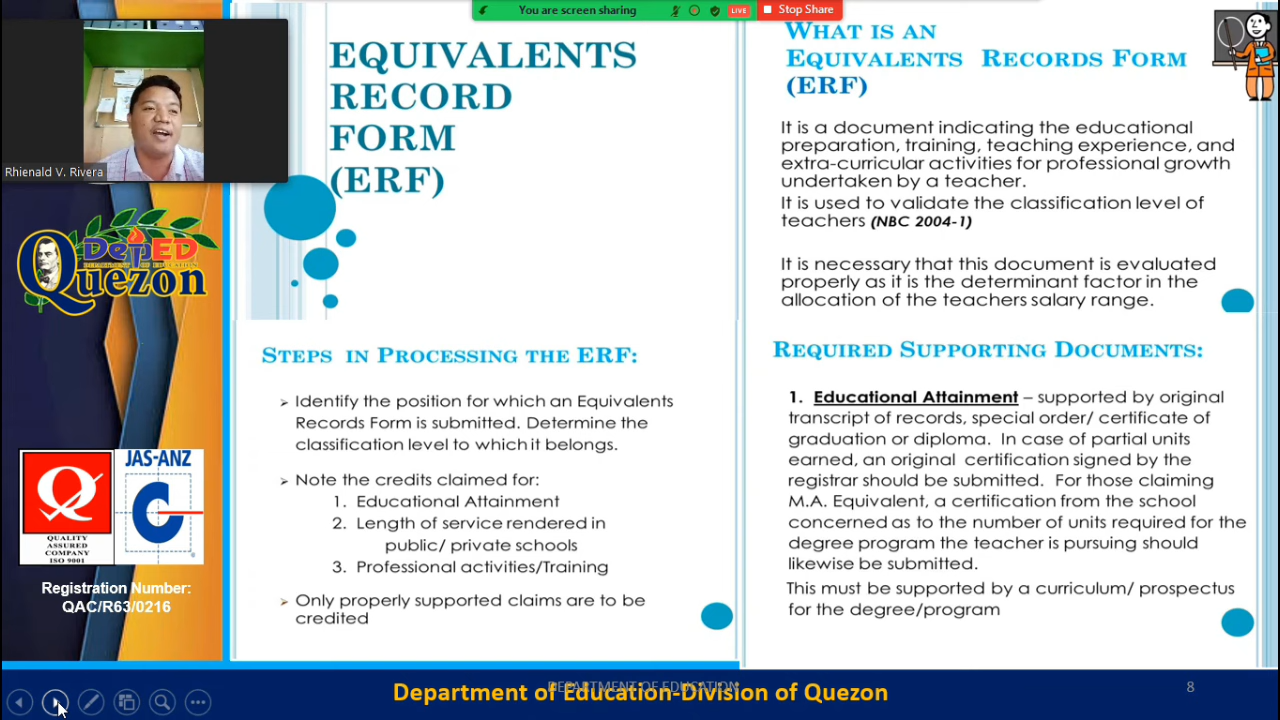 You are screen sharing
LIVE
Stop Share
Rhienald V. Rivera
DepED
DEPARTMENT OF EDUCATION
Quezon
QUALITY
ASSURED
COMPANY
ISO 9001
JAS-ANZ
Registration Number:
QAC/R63/0216
EQUIVALENTS
RECORD
FORM
(ERF)
WHAT IS AN
EQUIVALENTS RECORDS FORM
(ERF)
It is a document indicating the educational
preparation, training, teaching experience, and
extra-curricular activities for professional growth
undertaken by a teacher.
It is used to validate the classification level of
teachers (NBC 2004-1)
It is necessary that this document is evaluated
properly as it is the determinant factor in the
allocation of the teachers salary range.
STEPS IN PROCESSING THE ERF:
➢ Identify the position for which an Equivalents
Records Form is submitted. Determine the
classification level to which it belongs.
➢ Note the credits claimed for:
1. Educational Attainment
2. Length of service rendered in
public/ private schools
3. Professional activities/Training
➢ Only properly supported claims are to be
credited
REQUIRED SUPPORTING DOCUMENTS:
1. Educational Attainment – supported by original
transcript of records, special order/ certificate of
graduation or diploma. In case of partial units
earned, an original certification signed by the
registrar should be submitted. For those claiming
M.A. Equivalent, a certification from the school
concerned as to the number of units required for the
degree program the teacher is pursuing should
likewise be submitted.
This must be supported by a curriculum/ prospectus
for the degree/program
DEPARTMENT OF EDUCATION
Department of Education-Division of Quezon
8